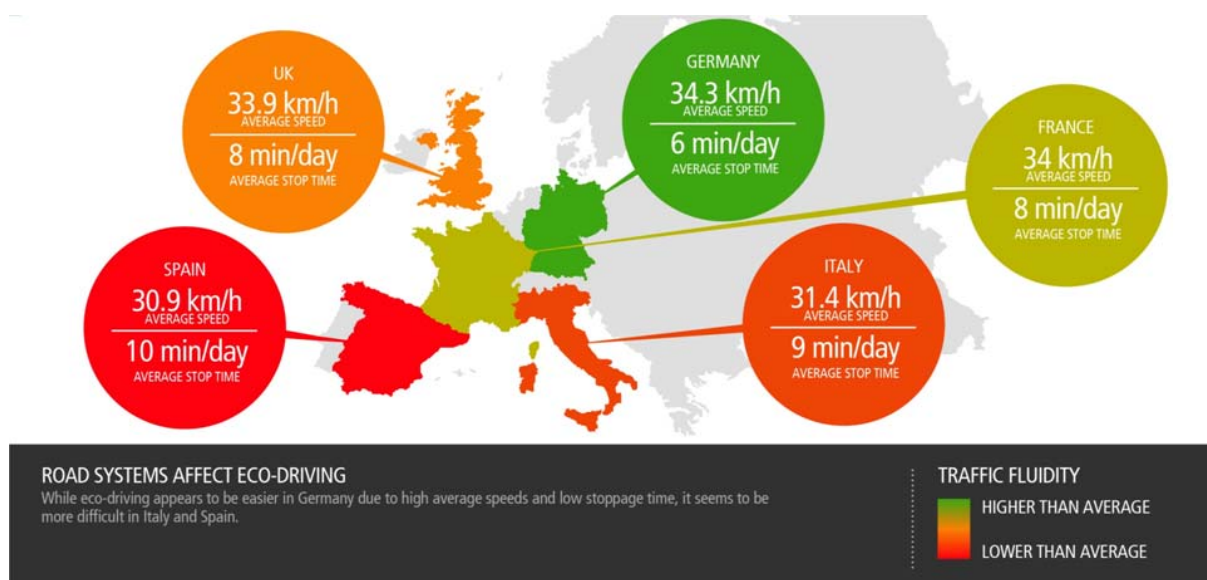 UK
33.9 km/h
AVERAGE SPEED
8 min/day
AVERAGE STOP TIME
GERMANY
34.3 km/h
AVERAGE SPEED
6 min/day
AVERAGE STOP TIME
FRANCE
34 km/h
AVERAGE SPEED
8 min/day
AVERAGE STOP TIME
SPAIN
30.9 km/h
AVERAGE SPEED
10 min/day
AVERAGE STOP TIME
ITALY
31.4 km/h
AVERAGE SPEED
9 min/day
AVERAGE STOP TIME
ROAD SYSTEMS AFFECT ECO-DRIVING
While eco-driving appears to be easier in Germany due to high average speeds and low stoppage time, it seems to be
more difficult in Italy and Spain.
TRAFFIC FLUIDITY
HIGHER THAN AVERAGE
LOWER THAN AVERAGE